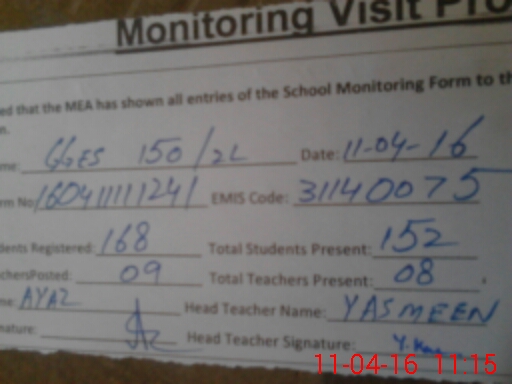 Monitoring Visit Pro
ed that the MEA has shown all entries of the School Monitoring Form to th
n.
me: GGES 150/2L Date: 11-04-16
rm No 160411111241 EMIS Code: 31140075
dents Registered: 168 Total Students Present: 152
chersPosted: 09 Total Teachers Present: 08
me: AYAZ Head Teacher Name: YASMEEN
nature: Head Teacher Signature:
11-04-16 11:15